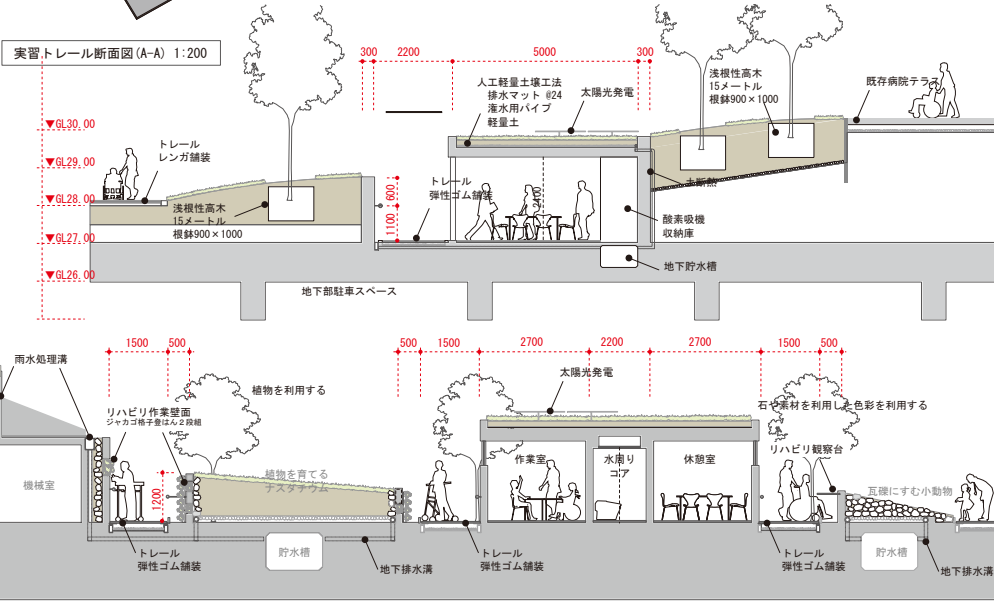 実習トレール断面図(A-A) 1:200
300
2200
5000
300
人工軽量土壌工法
排水マット @24
潅水用パイプ
軽量土
太陽光発電
浅根性高木
15メートル
根鉢900×1000
既存病院テラス
▼GL30.00
▼GL29.00
▼GL28.00
▼GL27.00
▼GL26.00
トレール
レンガ舗装
浅根性高木
15メートル
根鉢900×1000
600
1100
トレール
弾性ゴム舗装
2400
土断熱
酸素吸機
収納庫
地下貯水槽
地下部駐車スペース
1500
500
500
1500
2700
2200
2700
1500
500
雨水処理溝
植物を利用する
太陽光発電
石や素材を利用した色彩を利用する
リハビリ作業壁面
ジャカゴ格子登はん2段組
リハビリ観察台
機械室
1200
植物を育てる
ナスタチウム
作業室
水周り
コア
休憩室
瓦礫にすむ小動物
トレール
弾性ゴム舗装
貯水槽
地下排水溝
トレール
弾性ゴム舗装
トレール
弾性ゴム舗装
貯水槽
地下排水溝